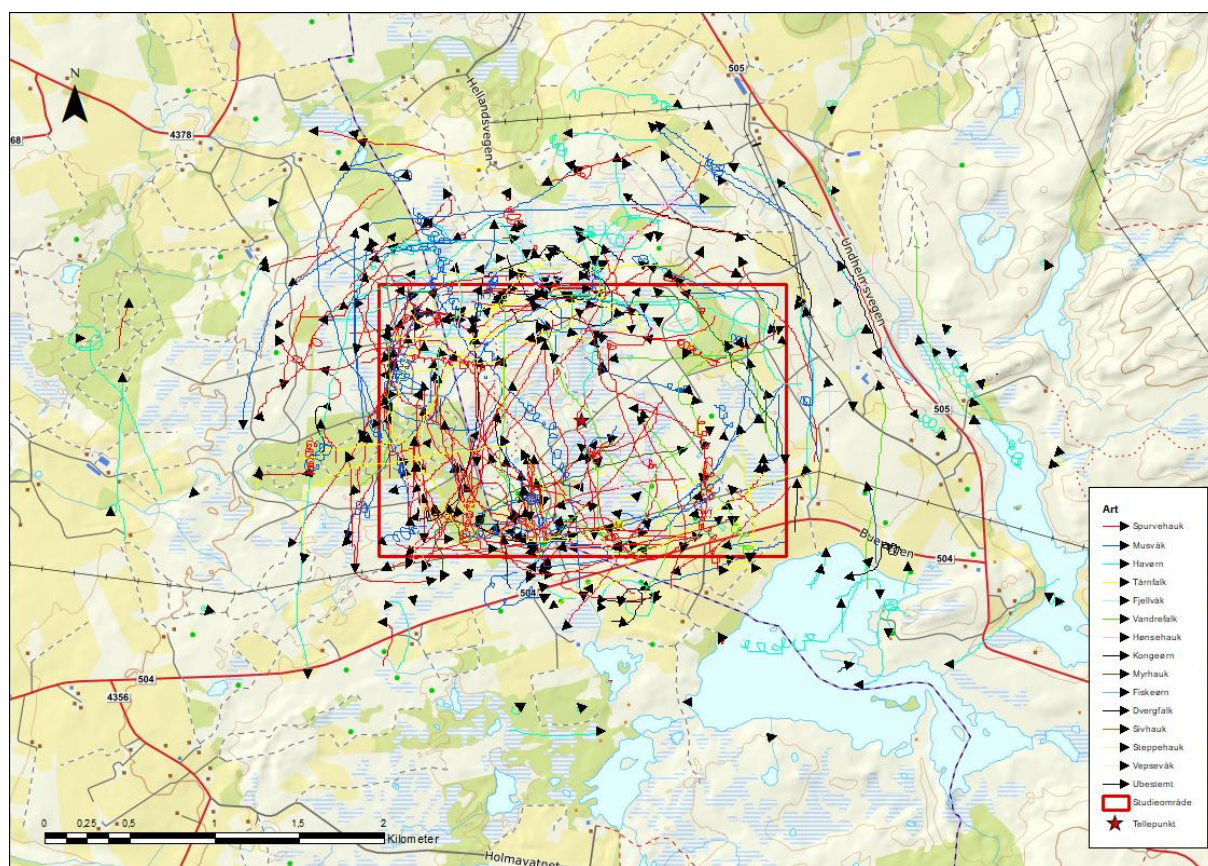 N
505
Hellandsvegen
4378
68
Undheimsvegen
505
Buevegen
504
504
504
4356
Holmavatnet
0 0,25 0,5 1 1,5 2
Kilometer
Art
Spurvehauk
Musvåk
Havørn
Tårnfalk
Fjellvåk
Vandrefalk
Hønsehauk
Kongeørn
Myrhauk
Fiskeørn
Dvergfalk
Sivhauk
Steppehauk
Vepsevåk
Ubestemt
Studieområde
Tellepunkt